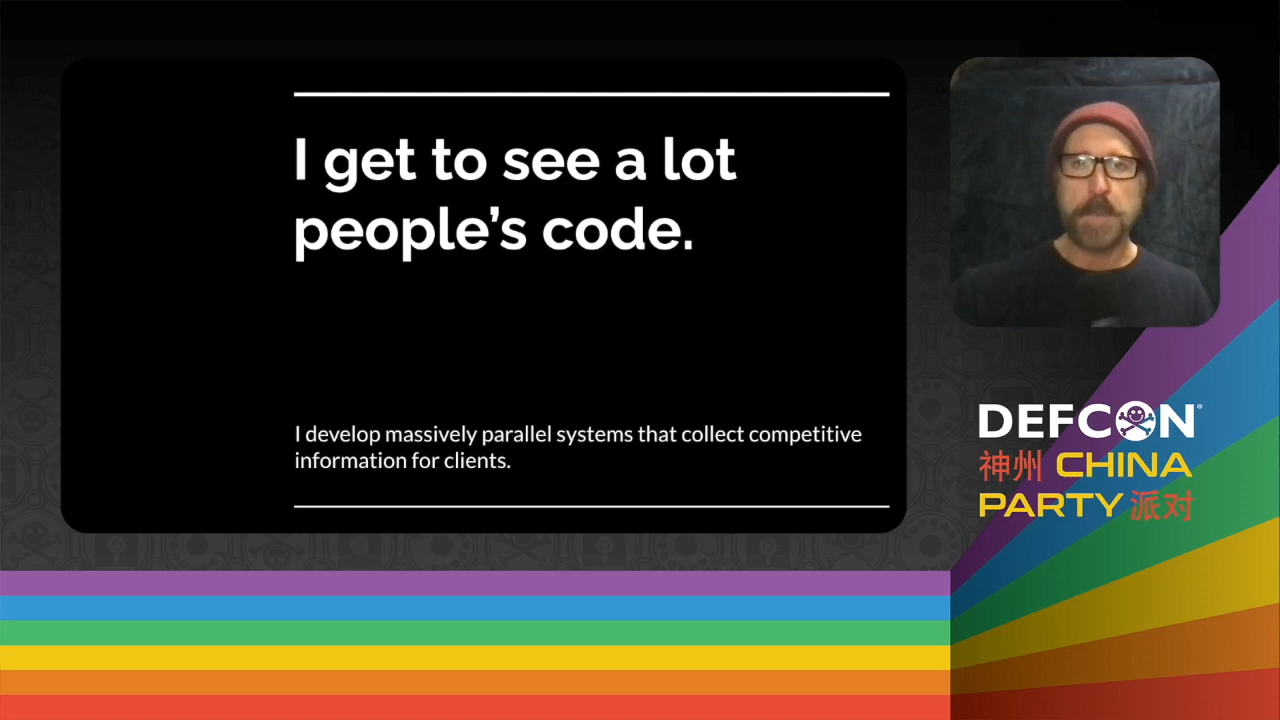 I get to see a lot
people’s code.
I develop massively parallel systems that collect competitive
information for clients.
DEFCON®
神州 CHINA
PARTY 派对